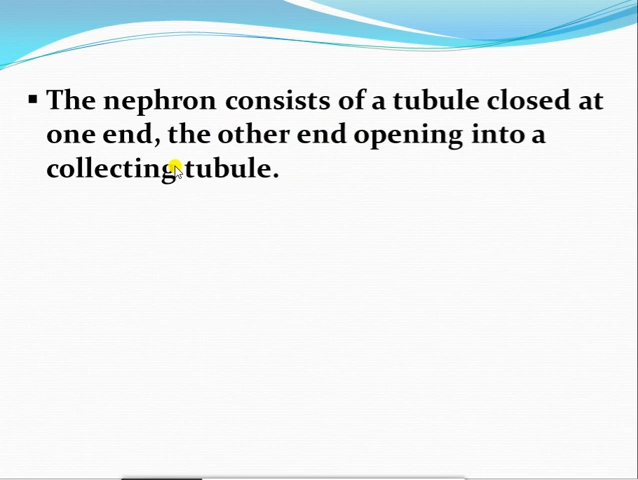 ▪ The nephron consists of a tubule closed at
one end, the other end opening into a
collecting tubule.